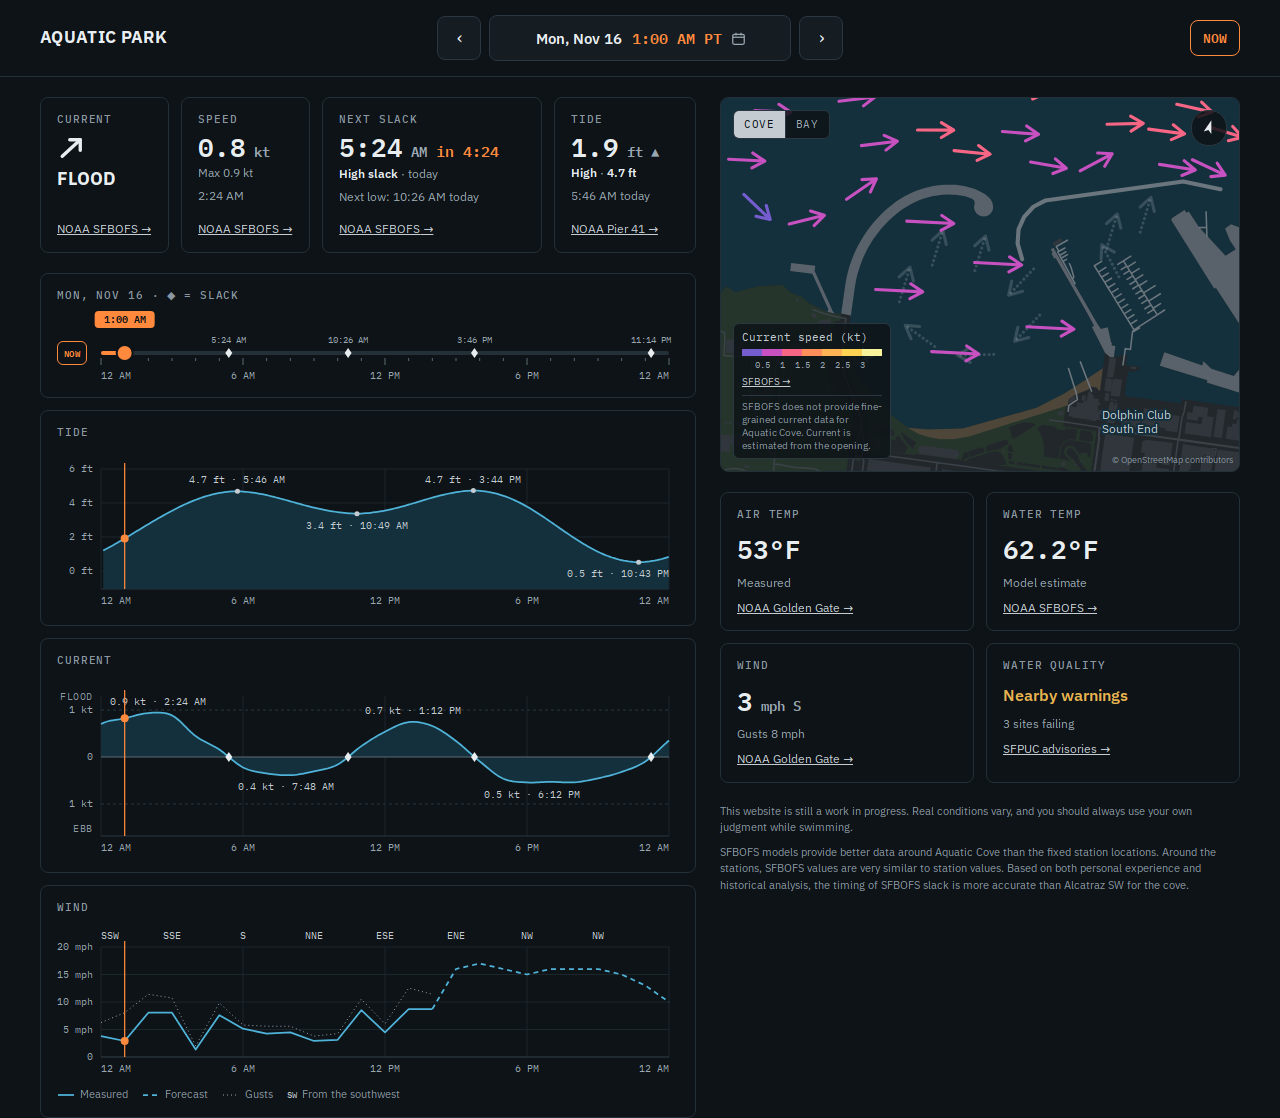 AQUATIC PARK
‹
Mon, Nov 16 1:00 AM PT
›
NOW
CURRENT
FLOOD
NOAA SFBOFS →
SPEED
0.8 kt
Max 0.9 kt
2:24 AM
NOAA SFBOFS →
NEXT SLACK
5:24 AM in 4:24
High slack · today
Next low: 10:26 AM today
NOAA SFBOFS →
TIDE
1.9 ft ▲
High · 4.7 ft
5:46 AM today
NOAA Pier 41 →
MON, NOV 16 · ◆ = SLACK
1:00 AM
5:24 AM 10:26 AM 3:46 PM 11:14 PM
NOW
12 AM 6 AM 12 PM 6 PM 12 AM
TIDE
6 ft
4.7 ft · 5:46 AM 4.7 ft · 3:44 PM
4 ft
3.4 ft · 10:49 AM
2 ft
0 ft
0.5 ft · 10:43 PM
12 AM 6 AM 12 PM 6 PM 12 AM
CURRENT
FLOOD
0.9 kt · 2:24 AM
1 kt
0.7 kt · 1:12 PM
0
0.4 kt · 7:48 AM
0.5 kt · 6:12 PM
1 kt
EBB
12 AM 6 AM 12 PM 6 PM 12 AM
WIND
SSW SSE S NNE ESE ENE NW NW
20 mph
15 mph
10 mph
5 mph
0
12 AM 6 AM 12 PM 6 PM 12 AM
Measured Forecast Gusts SW From the southwest
COVE BAY
Current speed (kt)
0.5 1 1.5 2 2.5 3
SFBOFS →
SFBOFS does not provide fine-
grained current data for
Aquatic Cove. Current is
estimated from the opening.
Dolphin Club
South End
© OpenStreetMap contributors
AIR TEMP
53°F
Measured
NOAA Golden Gate →
WATER TEMP
62.2°F
Model estimate
NOAA SFBOFS →
WIND
3 mph S
Gusts 8 mph
NOAA Golden Gate →
WATER QUALITY
Nearby warnings
3 sites failing
SFPUC advisories →
This website is still a work in progress. Real conditions vary, and you should always use your own
judgment while swimming.
SFBOFS models provide better data around Aquatic Cove than the fixed station locations. Around the
stations, SFBOFS values are very similar to station values. Based on both personal experience and
historical analysis, the timing of SFBOFS slack is more accurate than Alcatraz SW for the cove.